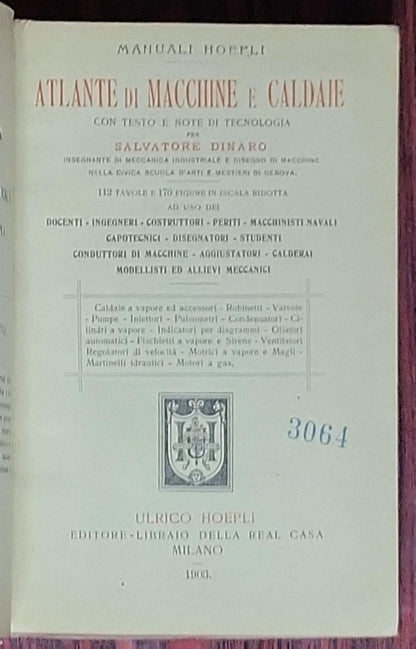 MANUALI HOEPLI
ATLANTE DI MACCHINE E CALDAIE
CON TESTO E NOTE DI TECNOLOGIA
PER
SALVATORE DINARO
INSEGNANTE DI MECCANICA INDUSTRIALE E DISEGNO DI MACCHINE
NELLA CIVICA SCUOLA D'ARTI E MESTIERI DI GENOVA.
112 TAVOLE E 170 FIGURE IN ISCALA RIDOTTA
AD USO DEI
DOCENTI - INGEGNERI - COSTRUTTORI - PERITI - MACCHINISTI NAVALI
CAPOTECNICI - DISEGNATORI - STUDENTI
CONDUTTORI DI MACCHINE - AGGIUSTATORI - CALDERAI
MODELLISTI ED ALLIEVI MECCANICI
Caldaie a vapore ed accessori - Robinetti - Valvole
- Pompe - Iniettori - Pulsometri - Condensatori - Ci-
lindri a vapore - Indicatori per diagrammi - Oliatori
automatici - Fischietti a vapore e Sirene - Ventilatori
Regolatori di velocità - Motrici a vapore e Magli -
Martinelli idraulici - Motori a gas.
3064
ULRICO HOEPLI
EDITORE-LIBRAIO DELLA REAL CASA
MILANO
1903.